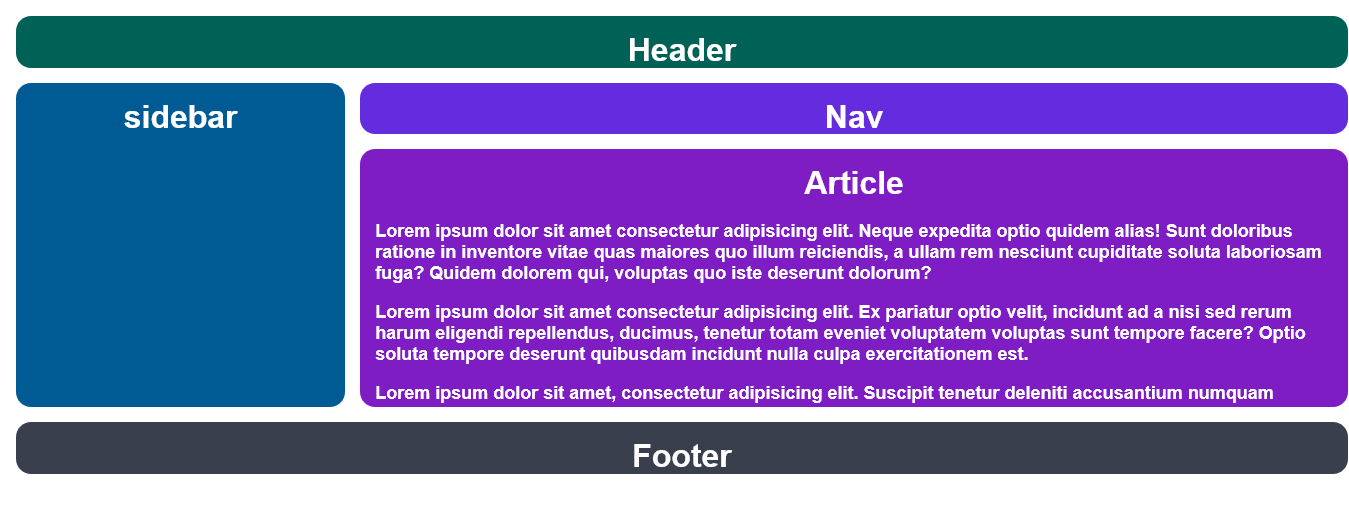 Header
sidebar
Nav
Article
Lorem ipsum dolor sit amet consectetur adipisicing elit. Neque expedita optio quidem alias! Sunt doloribus
ratione in inventore vitae quas maiores quo illum reiciendis, a ullam rem nesciunt cupiditate soluta laboriosam
fuga? Quidem dolorem qui, voluptas quo iste deserunt dolorum?
Lorem ipsum dolor sit amet consectetur adipisicing elit. Ex pariatur optio velit, incidunt ad a nisi sed rerum
harum eligendi repellendus, ducimus, tenetur totam eveniet voluptatem voluptas sunt tempore facere? Optio
soluta tempore deserunt quibusdam incidunt nulla culpa exercitationem est.
Lorem ipsum dolor sit amet, consectetur adipisicing elit. Suscipit tenetur deleniti accusantium numquam
Footer